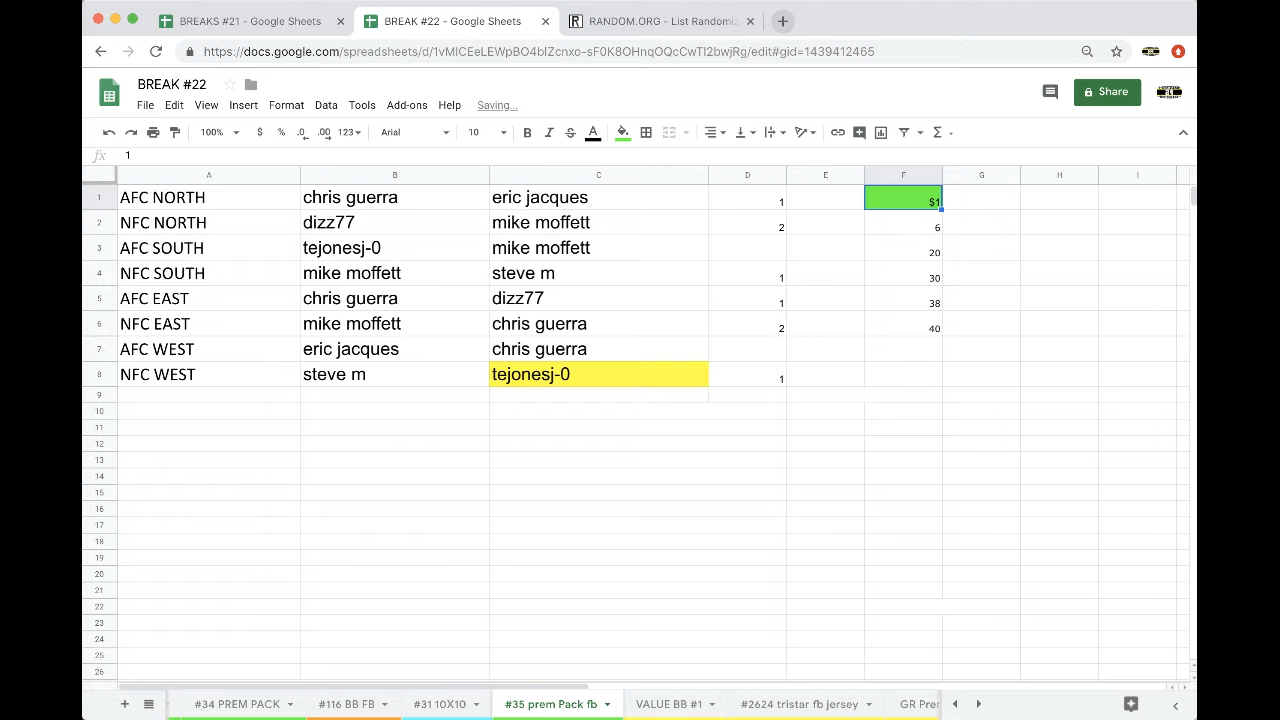 BREAKS #21 - Google Sheets
BREAK #22 - Google Sheets
RANDOM.ORG - List Randomiz
https://docs.google.com/spreadsheets/d/1vMlCEeLEWpBO4blZcnxo-sF0K8OHnqOQcCwTI2bwjRg/edit#gid=1439412465
BREAK #22
File Edit View Insert Format Data Tools Add-ons Help Saving...
Share
100% $ % .0 .00 123 Arial 10 B I S A
fx 1
A B C D E F G H I
1 AFC NORTH chris guerra eric jacques 1 $1
2 NFC NORTH dizz77 mike moffett 2 6
3 AFC SOUTH tejonesj-0 mike moffett 20
4 NFC SOUTH mike moffett steve m 1 30
5 AFC EAST chris guerra dizz77 1 38
6 NFC EAST mike moffett chris guerra 2 40
7 AFC WEST eric jacques chris guerra
8 NFC WEST steve m tejonesj-0 1
9
10
11
12
13
14
15
16
17
18
19
20
21
22
23
24
25
26
#34 PREM PACK #116 BB FB #30 10X10 #35 prem Pack fb VALUE BB #1 #2624 tristar fb jersey GR Prer